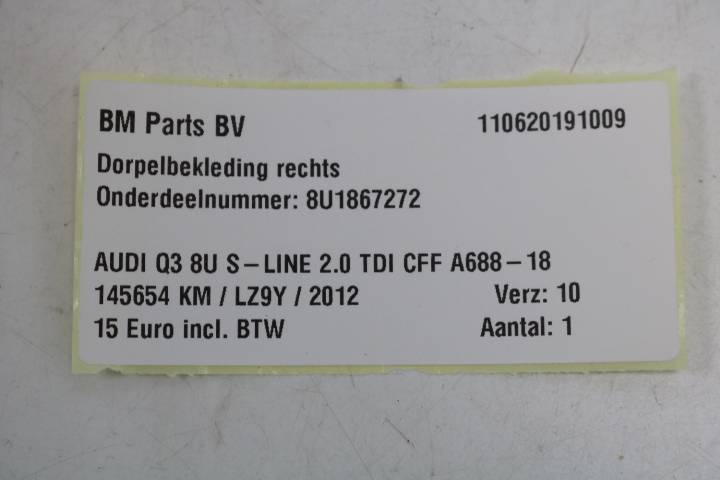 BM Parts BV 110620191009
Dorpelbekleding rechts
Onderdeelnummer: 8U1867272
AUDI Q3 8U S-LINE 2.0 TDI CFF A688-18
145654 KM / LZ9Y / 2012 Verz: 10
15 Euro incl. BTW Aantal: 1